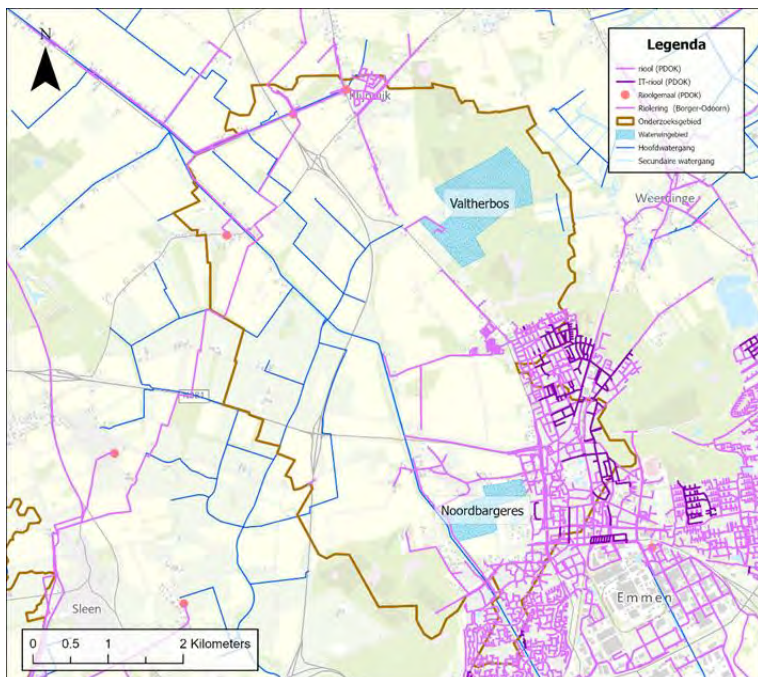 N
Legenda
riool (PDOK)
IT-riool (PDOK)
Rioolgemaal (PDOK)
Riolering (Borger-Odoorn)
Onderzoeksgebied
Waterwingebied
Hoofdwatergang
Secundaire watergang
Valtherbos
Weerdinge
N381
Noordbargeres
Emmen
Sleen
0 0.5 1 2 Kilometers